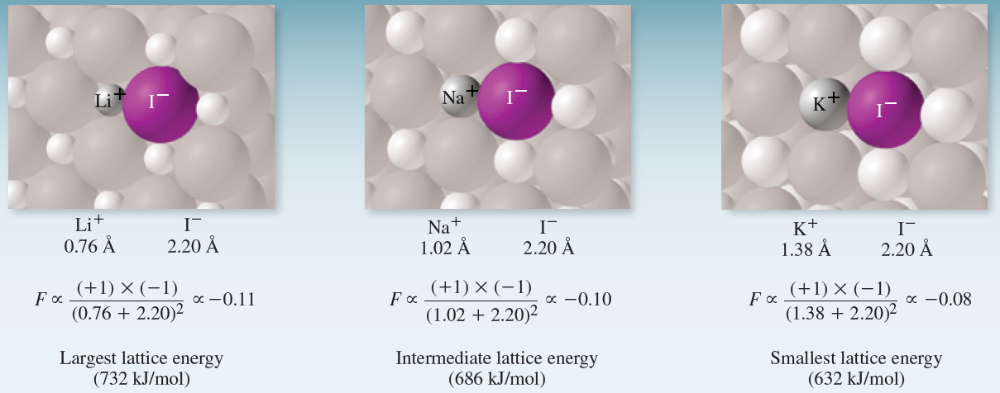 Li⁺ I⁻
Na⁺ I⁻
K⁺ I⁻
Li⁺ I⁻
0.76 Å 2.20 Å
F ∝ (+1) × (−1) / (0.76 + 2.20)² ∝ −0.11
Largest lattice energy
(732 kJ/mol)
Na⁺ I⁻
1.02 Å 2.20 Å
F ∝ (+1) × (−1) / (1.02 + 2.20)² ∝ −0.10
Intermediate lattice energy
(686 kJ/mol)
K⁺ I⁻
1.38 Å 2.20 Å
F ∝ (+1) × (−1) / (1.38 + 2.20)² ∝ −0.08
Smallest lattice energy
(632 kJ/mol)